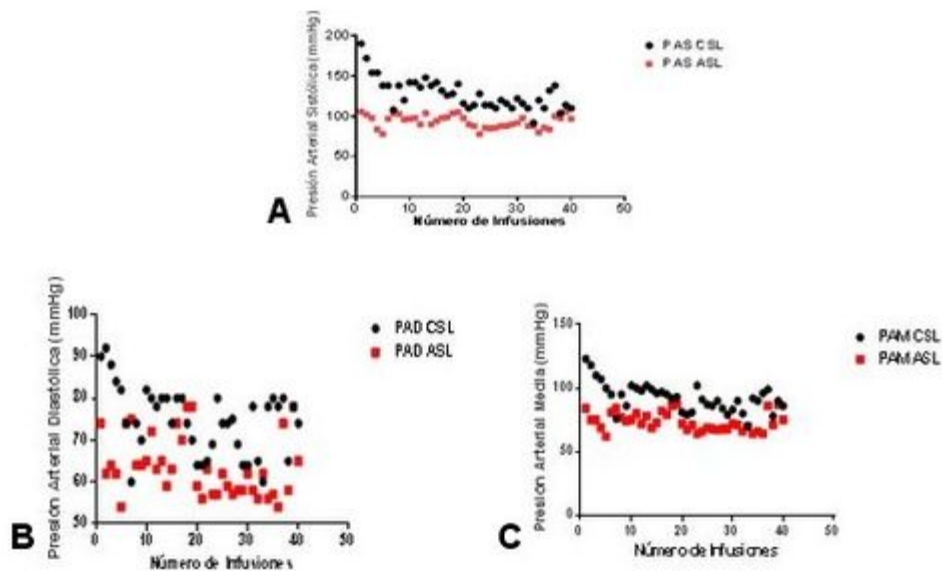 Presión Arterial Sistólica (mmHg)
200
150
100
50
0
0 10 20 30 40 50
Número de Infusiones
PAS CSL
PAS ASL
A
Presión Arterial Diastólica (mmHg)
100
90
80
70
60
50
0 10 20 30 40 50
Número de Infusiones
PAD CSL
PAD ASL
B
Presión Arterial Media (mmHg)
150
100
50
0
0 10 20 30 40 50
Número de Infusiones
PAM CSL
PAM ASL
C